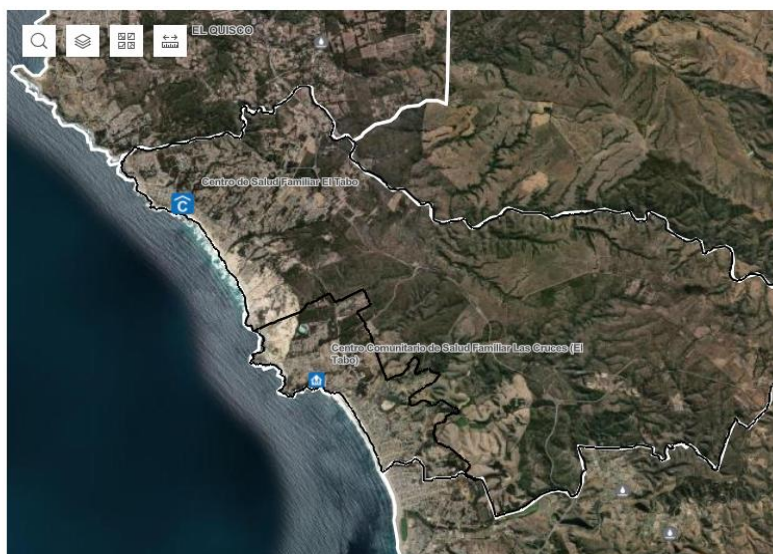 EL QUISCO
Centro de Salud Familiar El Tabo
C
Centro Comunitario de Salud Familiar Las Cruces (El
Tabo)